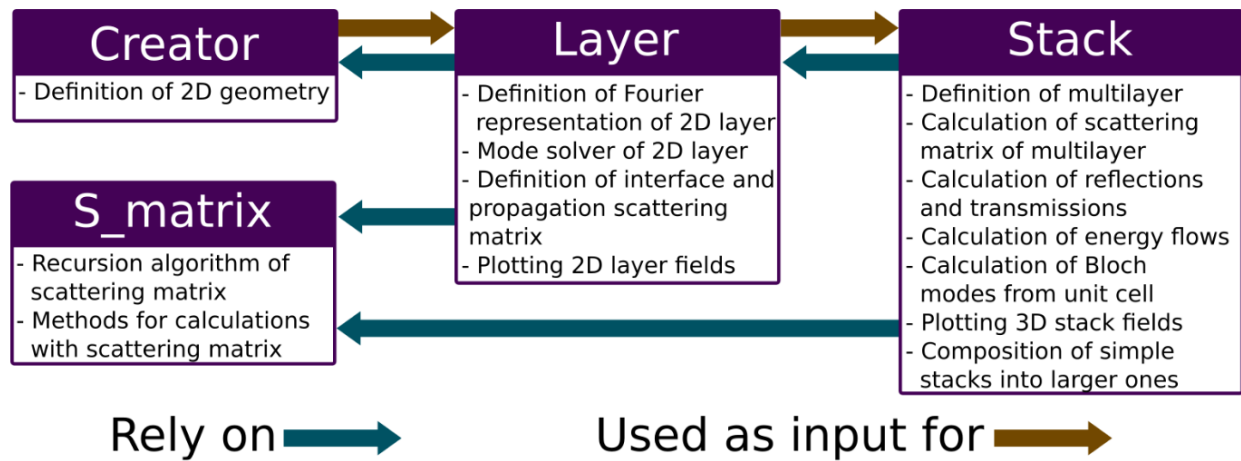 Creator
- Definition of 2D geometry
Layer
- Definition of Fourier
representation of 2D layer
- Mode solver of 2D layer
- Definition of interface and
propagation scattering
matrix
- Plotting 2D layer fields
Stack
- Definition of multilayer
- Calculation of scattering
matrix of multilayer
- Calculation of reflections
and transmissions
- Calculation of energy flows
- Calculation of Bloch
modes from unit cell
- Plotting 3D stack fields
- Composition of simple
stacks into larger ones
S_matrix
- Recursion algorithm of
scattering matrix
- Methods for calculations
with scattering matrix
Rely on
Used as input for